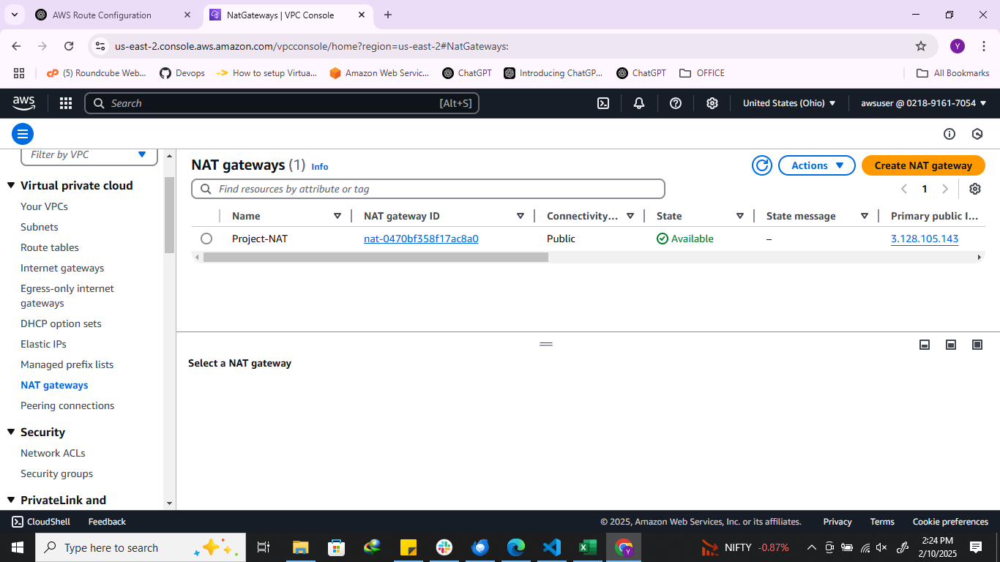 AWS Route Configuration
NatGateways | VPC Console
us-east-2.console.aws.amazon.com/vpcconsole/home?region=us-east-2#NatGateways:
Y
(5) Roundcube Web...
Devops
How to setup Virtua...
Amazon Web Servic...
ChatGPT
Introducing ChatGP...
ChatGPT
OFFICE
All Bookmarks
aws
Search
[Alt+S]
United States (Ohio)
awsuser @ 0218-9161-7054
Filter by VPC
Virtual private cloud
Your VPCs
Subnets
Route tables
Internet gateways
Egress-only internet
gateways
DHCP option sets
Elastic IPs
Managed prefix lists
NAT gateways
Peering connections
Security
Network ACLs
Security groups
PrivateLink and
NAT gateways (1) Info
Actions
Create NAT gateway
Find resources by attribute or tag
1
Name
NAT gateway ID
Connectivity...
State
State message
Primary public I...
Project-NAT
nat-0470bf358f17ac8a0
Public
Available
–
3.128.105.143
Select a NAT gateway
CloudShell
Feedback
© 2025, Amazon Web Services, Inc. or its affiliates.
Privacy
Terms
Cookie preferences
Type here to search
Y
NIFTY -0.87%
2:24 PM
2/10/2025